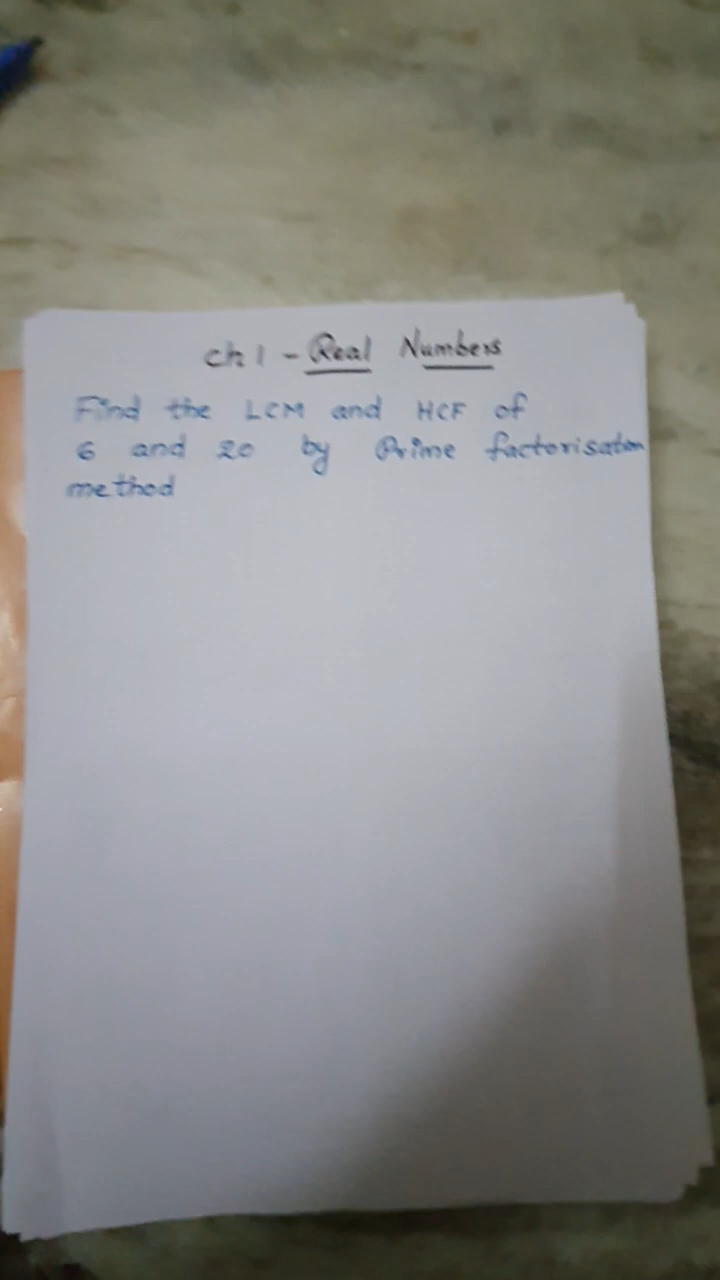 ch 1 - Real Numbers
Find the LCM and HCF of
6 and 20 by Prime factorisation
method